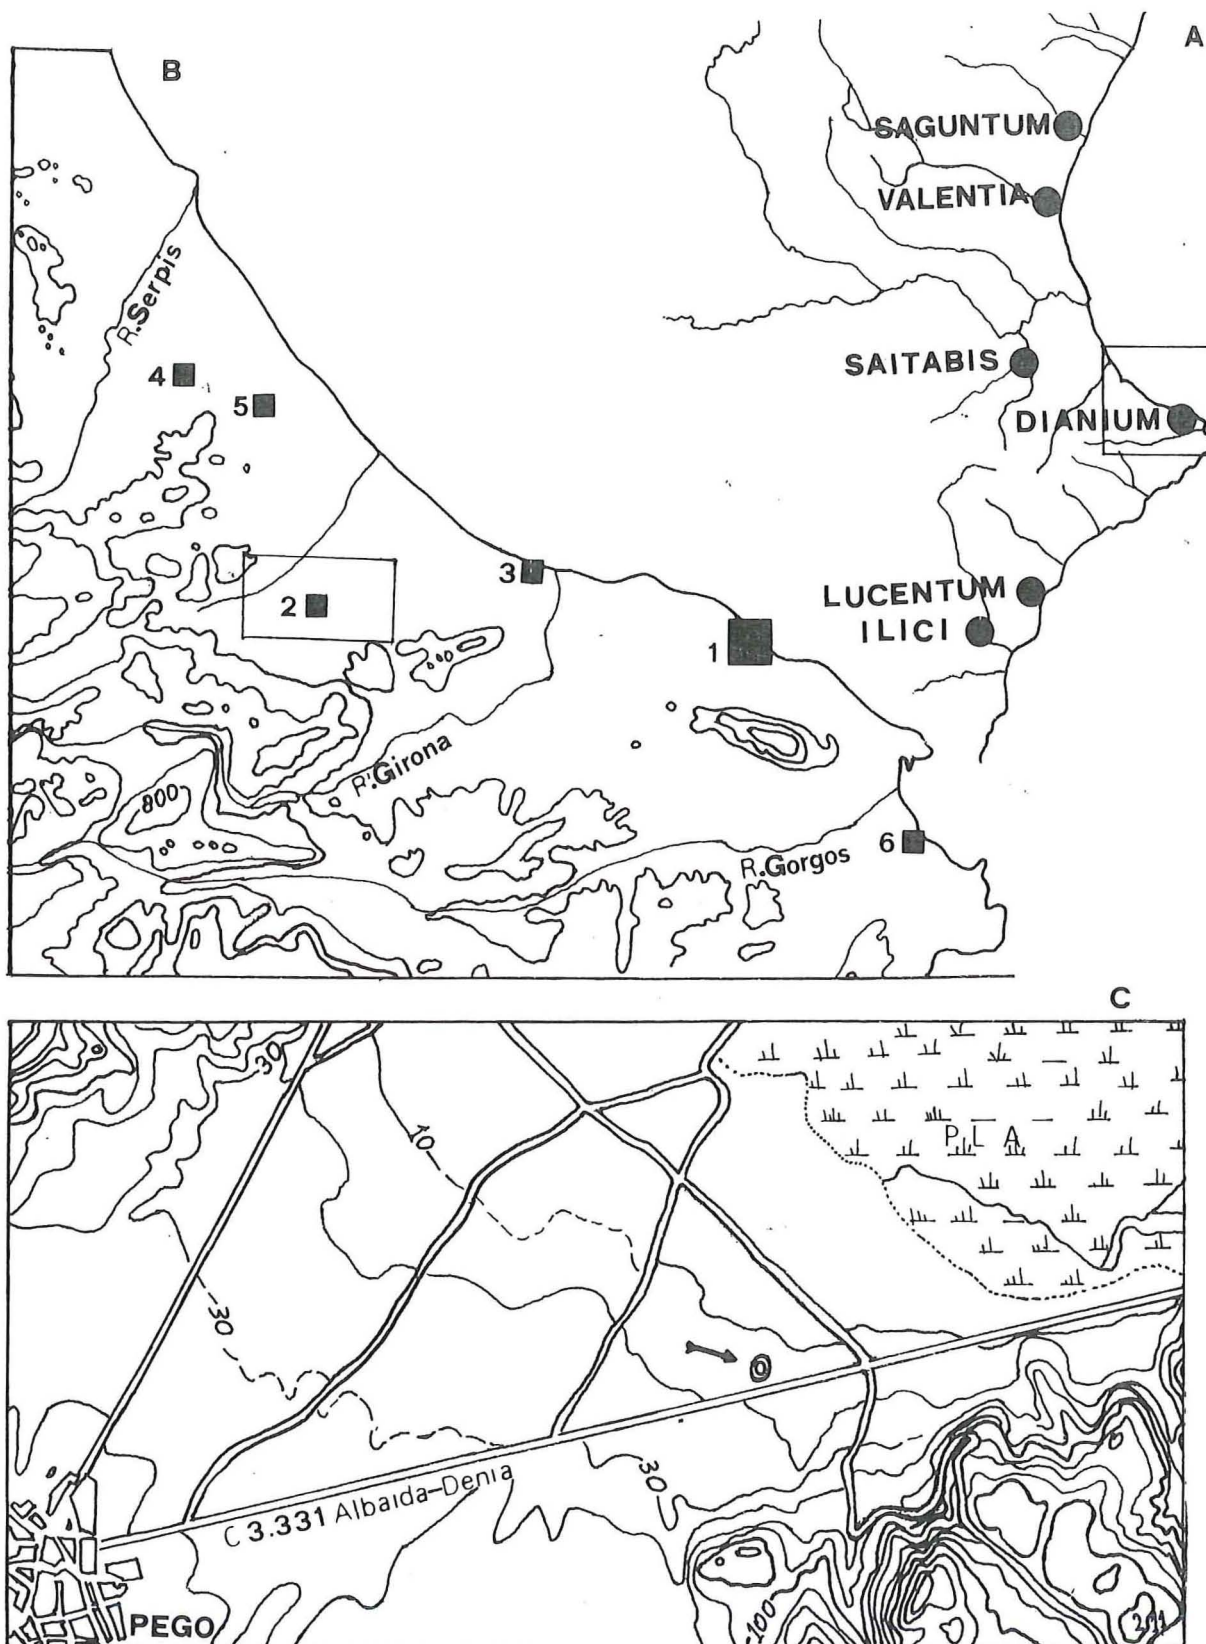 B
A
SAGUNTUM
VALENTIA
R.Serpis
SAITABIS
4
5
DIANIUM
3
2
LUCENTUM
ILICI
1
R.Girona
800
6
R.Gorgos
C
30
10
PLA
30
30
C 3.331 Albaida-Denia
PEGO
100